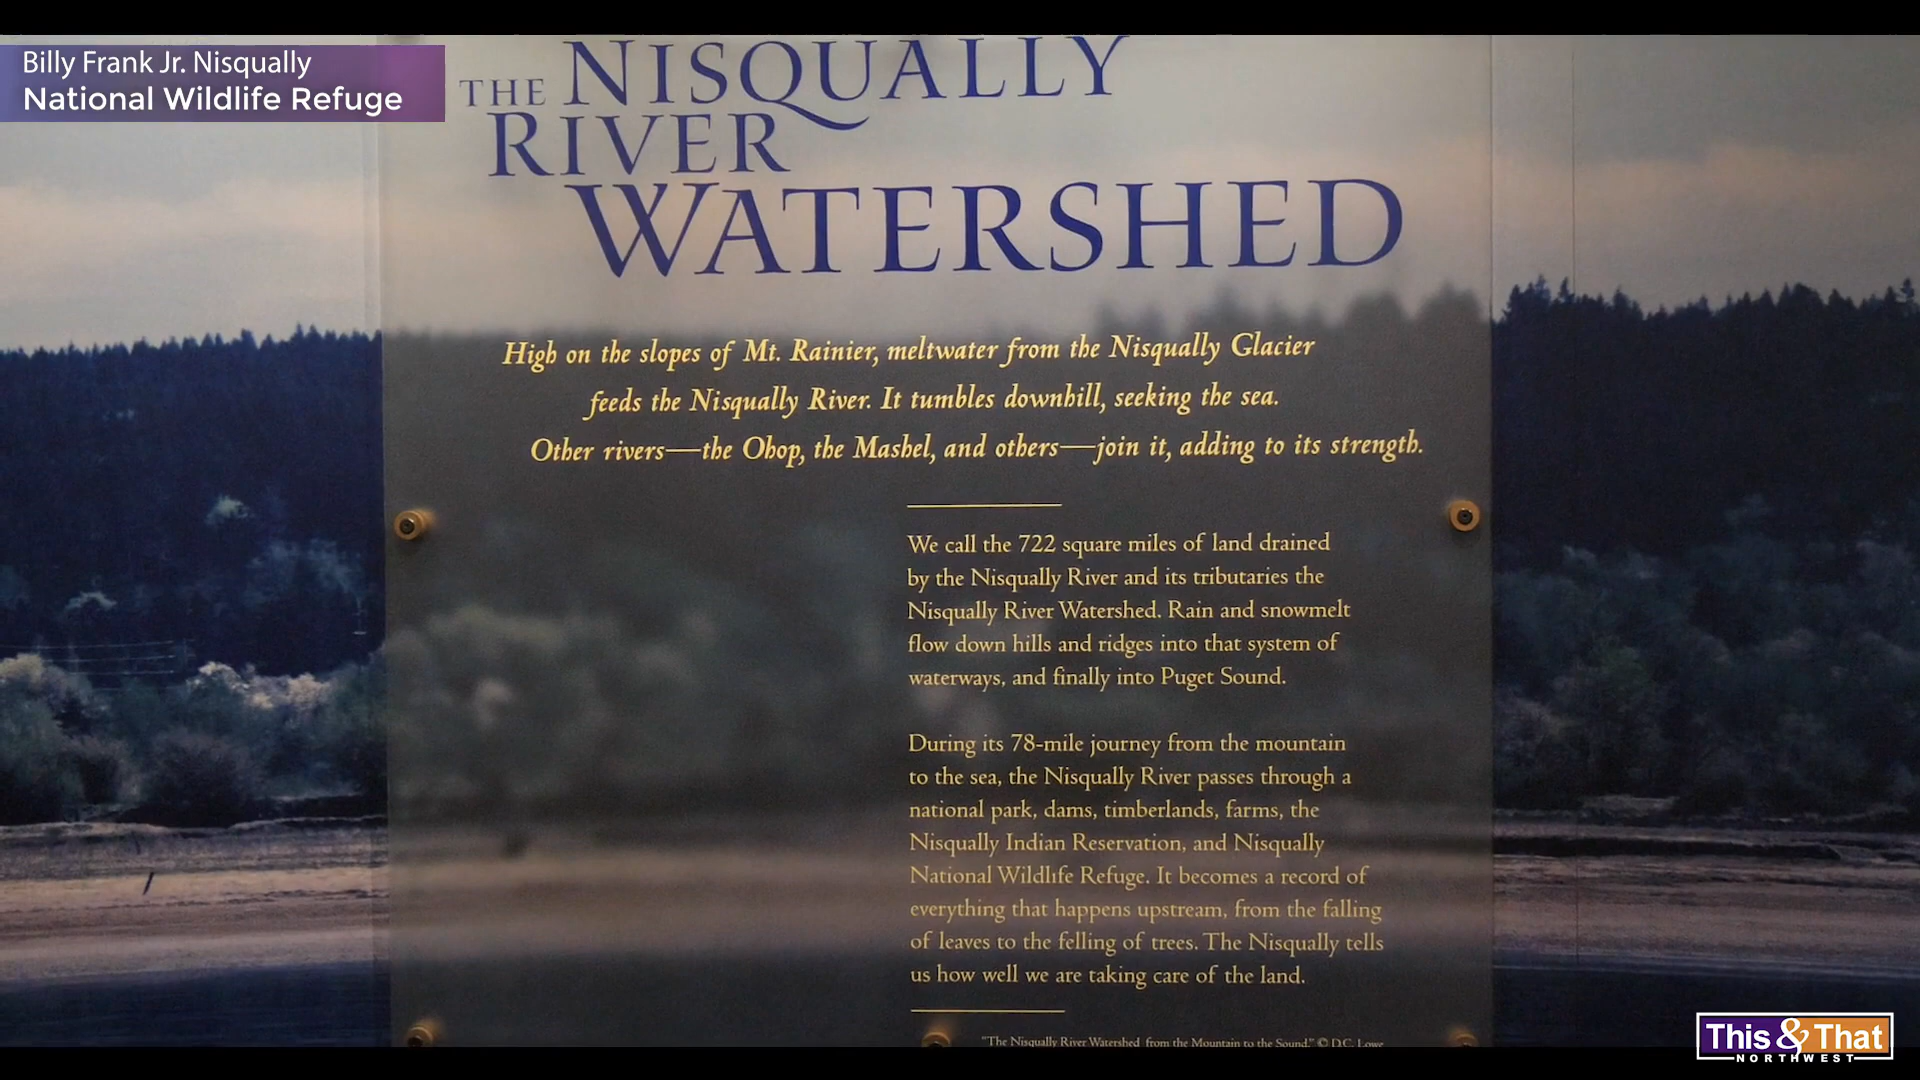 Billy Frank Jr. Nisqually
National Wildlife Refuge
THE NISQUALLY
RIVER
WATERSHED
High on the slopes of Mt. Rainier, meltwater from the Nisqually Glacier
feeds the Nisqually River. It tumbles downhill, seeking the sea.
Other rivers—the Ohop, the Mashel, and others—join it, adding to its strength.
We call the 722 square miles of land drained
by the Nisqually River and its tributaries the
Nisqually River Watershed. Rain and snowmelt
flow down hills and ridges into that system of
waterways, and finally into Puget Sound.
During its 78-mile journey from the mountain
to the sea, the Nisqually River passes through a
national park, dams, timberlands, farms, the
Nisqually Indian Reservation, and Nisqually
National Wildlife Refuge. It becomes a record of
everything that happens upstream, from the falling
of leaves to the felling of trees. The Nisqually tells
us how well we are taking care of the land.
"The Nisqually River Watershed from the Mountain to the Sound." © D.C. Lowe
This & That
NORTHWEST